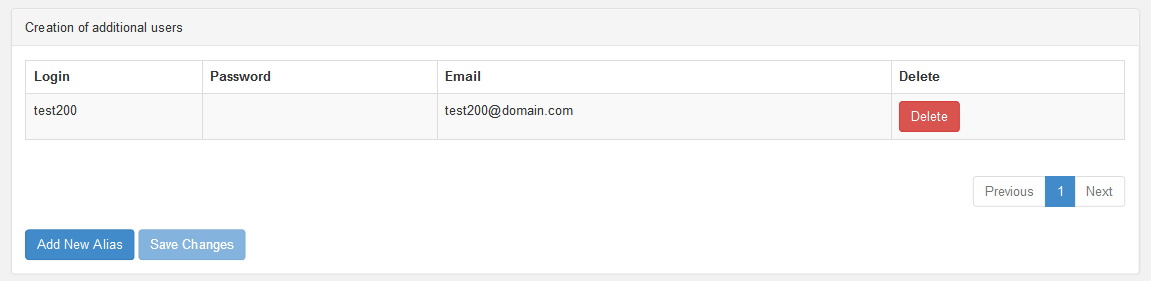 Creation of additional users
Login Password Email Delete
test200 test200@domain.com Delete
Previous 1 Next
Add New Alias Save Changes